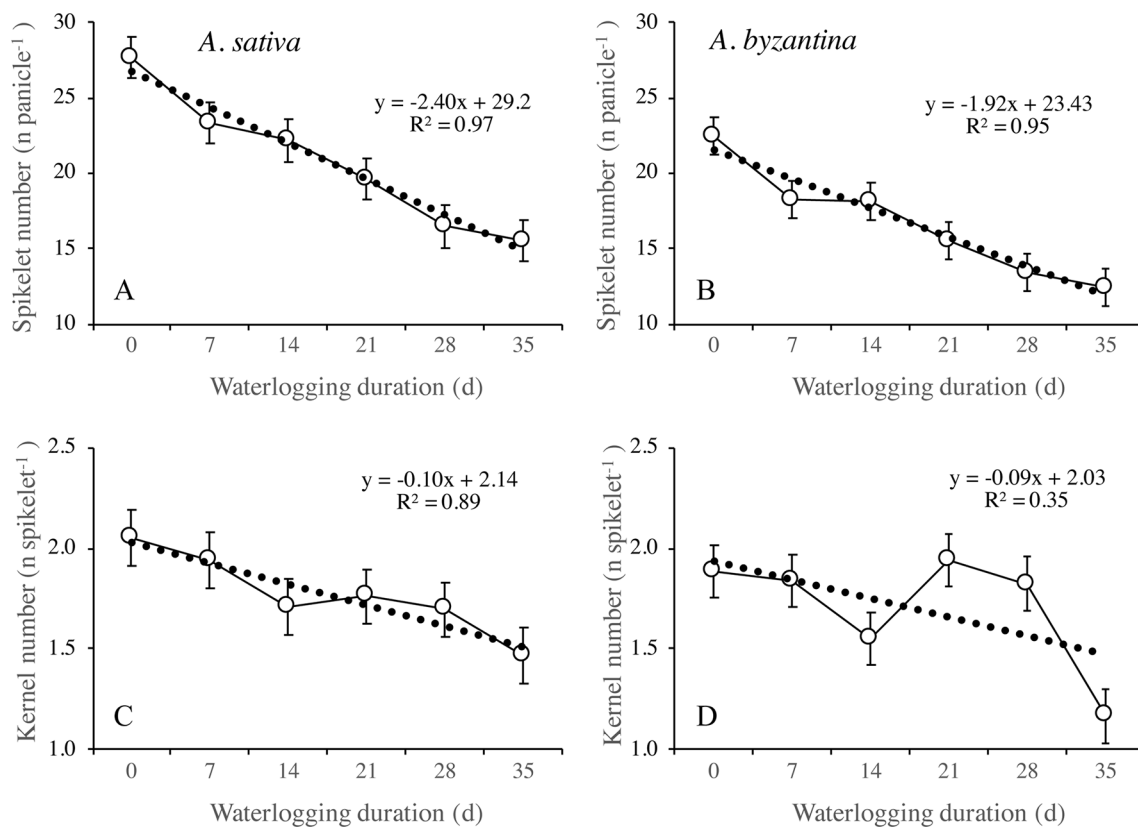 A. sativa
y = -2.40x + 29.2
R² = 0.97
30
25
20
15
10
Spikelet number (n panicle⁻¹)
A
0 7 14 21 28 35
Waterlogging duration (d)
A. byzantina
y = -1.92x + 23.43
R² = 0.95
30
25
20
15
10
Spikelet number (n panicle⁻¹)
B
0 7 14 21 28 35
Waterlogging duration (d)
y = -0.10x + 2.14
R² = 0.89
2.5
2.0
1.5
1.0
Kernel number (n spikelet⁻¹)
C
0 7 14 21 28 35
Waterlogging duration (d)
y = -0.09x + 2.03
R² = 0.35
2.5
2.0
1.5
1.0
Kernel number (n spikelet⁻¹)
D
0 7 14 21 28 35
Waterlogging duration (d)